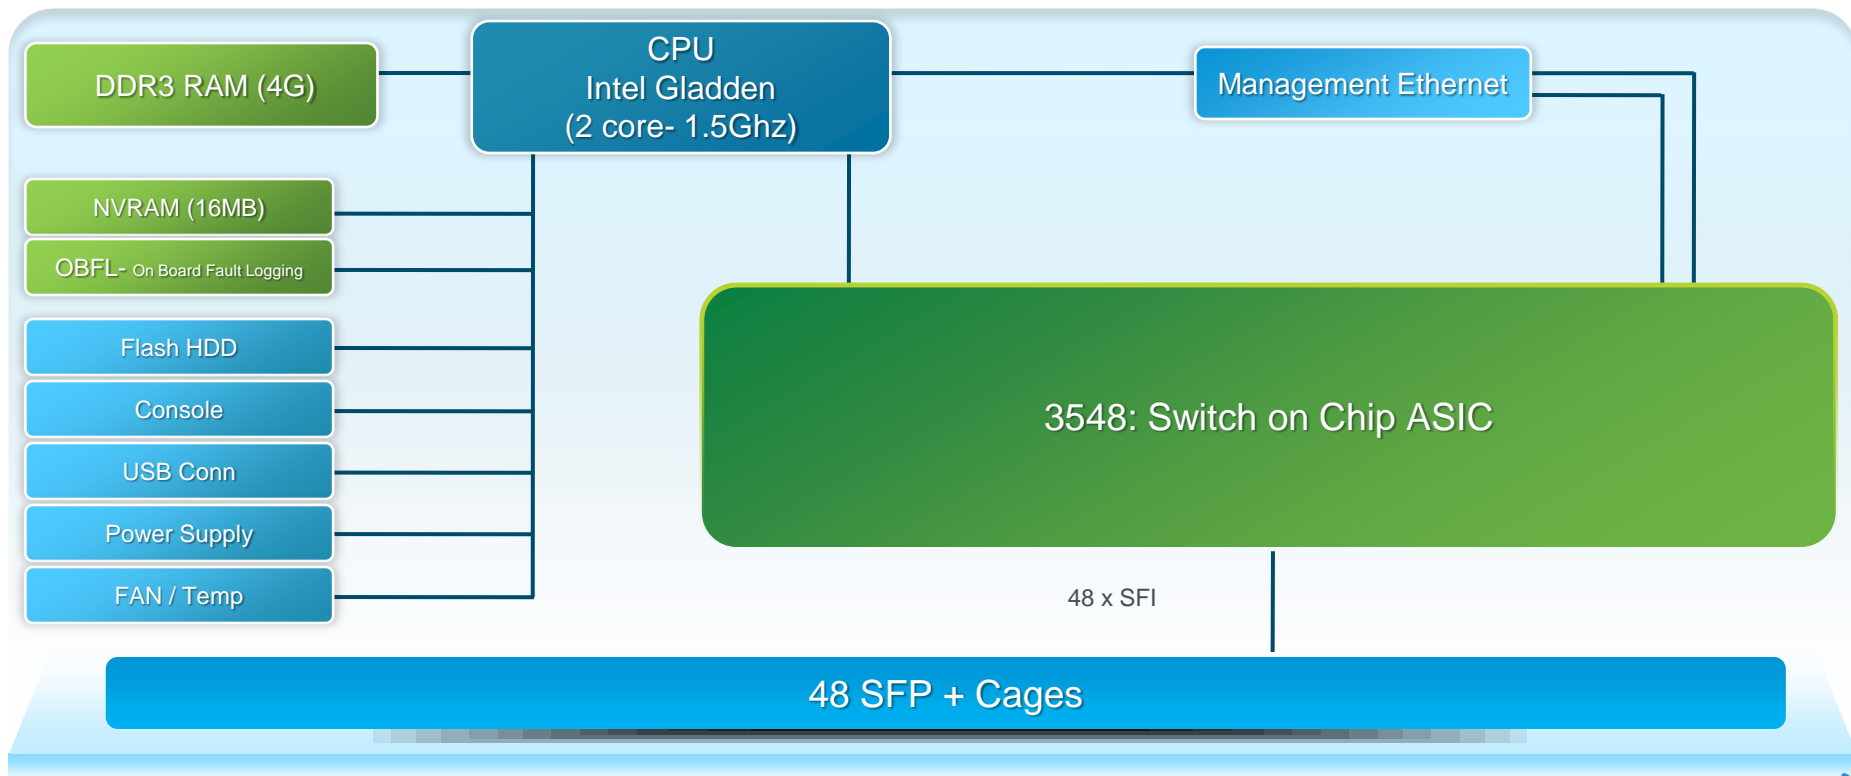 DDR3 RAM (4G)
CPU
Intel Gladden
(2 core- 1.5Ghz)
Management Ethernet
NVRAM (16MB)
OBFL- On Board Fault Logging
Flash HDD
Console
USB Conn
Power Supply
FAN / Temp
3548: Switch on Chip ASIC
48 x SFI
48 SFP + Cages